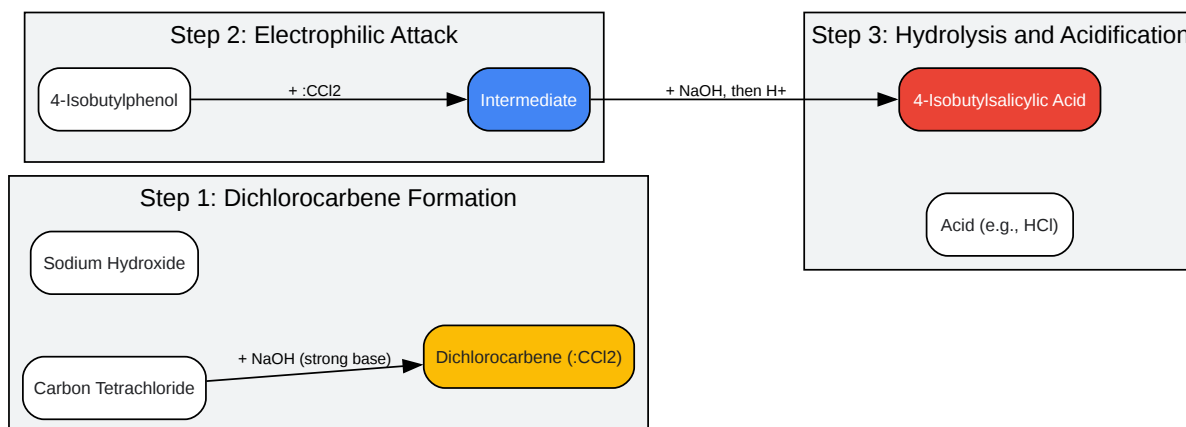 Step 2: Electrophilic Attack
4-Isobutylphenol
+ :CCl2
Intermediate
+ NaOH, then H+
Step 3: Hydrolysis and Acidification
4-Isobutylsalicylic Acid
Acid (e.g., HCl)
Step 1: Dichlorocarbene Formation
Sodium Hydroxide
Carbon Tetrachloride
+ NaOH (strong base)
Dichlorocarbene (:CCl2)